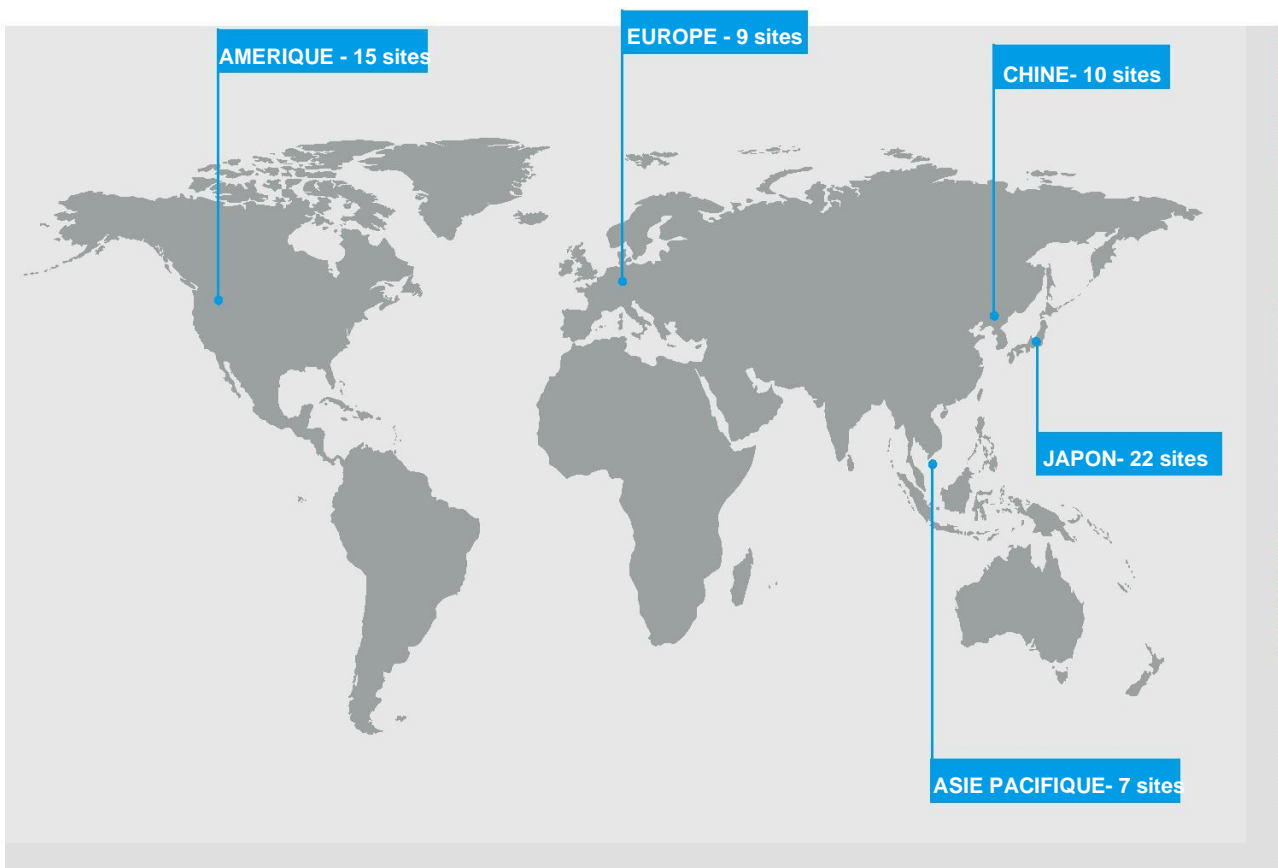 AMERIQUE - 15 sites
EUROPE - 9 sites
CHINE- 10 sites
JAPON- 22 sites
ASIE PACIFIQUE- 7 sites